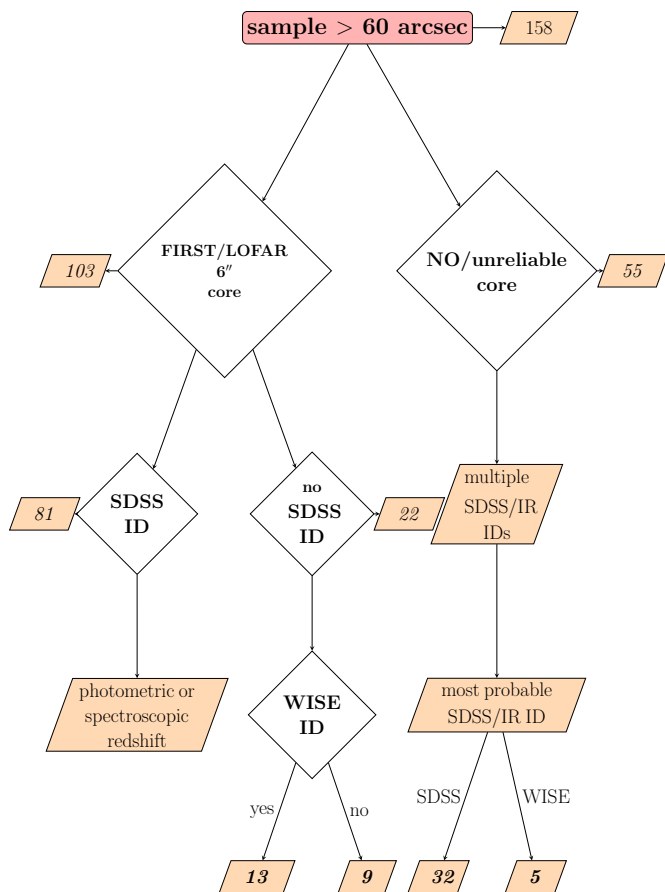 sample > 60 arcsec
158
FIRST/LOFAR
6″
core
103
NO/unreliable
core
55
SDSS
ID
81
no
SDSS
ID
22
multiple
SDSS/IR
IDs
photometric or
spectroscopic
redshift
WISE
ID
most probable
SDSS/IR ID
yes
no
SDSS
WISE
13
9
32
5